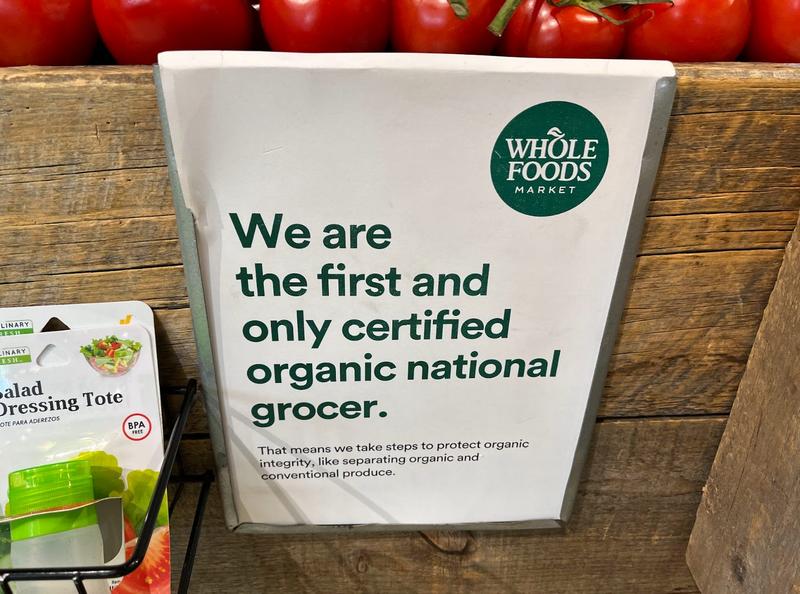 WHOLE
FOODS
MARKET
We are
the first and
only certified
organic national
grocer.
That means we take steps to protect organic
integrity, like separating organic and
conventional produce.
Dressing Tote
BPA
FREE